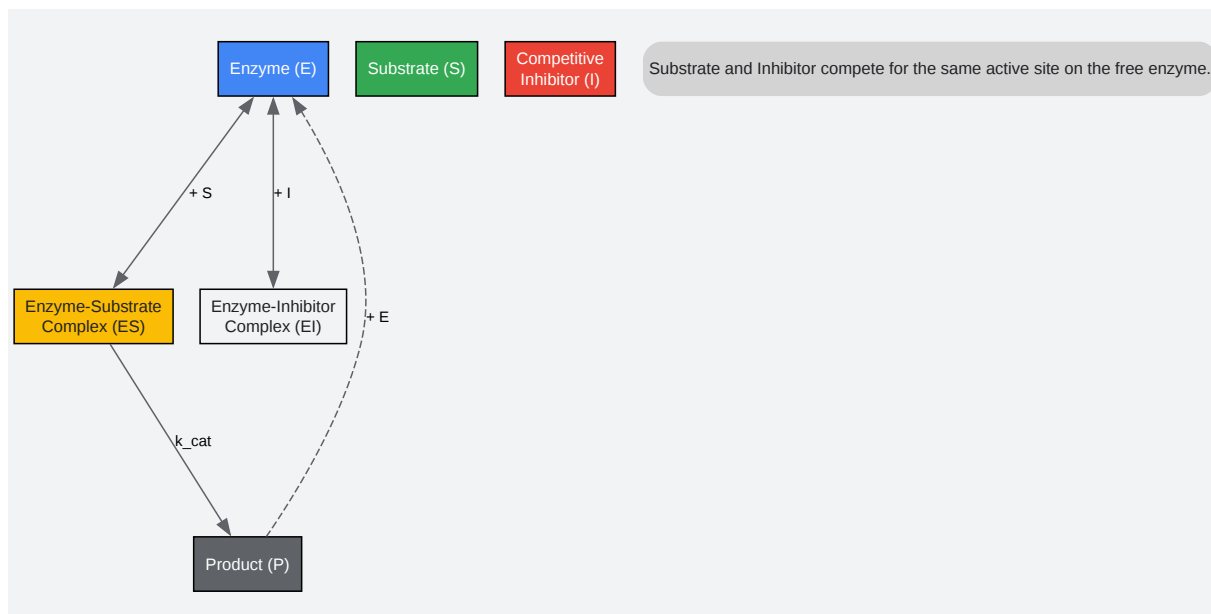 Enzyme (E)
Substrate (S)
Competitive
Inhibitor (I)
Substrate and Inhibitor compete for the same active site on the free enzyme.
+ S
+ I
Enzyme-Substrate
Complex (ES)
Enzyme-Inhibitor
Complex (EI)
+ E
k_cat
Product (P)